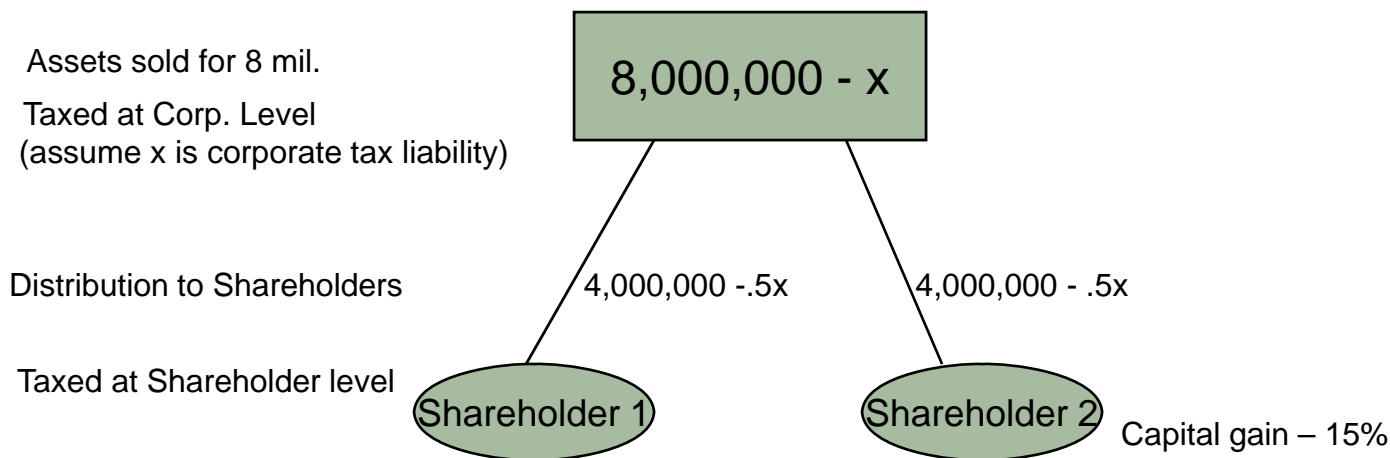 Assets sold for 8 mil.
8,000,000 - x
Taxed at Corp. Level
(assume x is corporate tax liability)
Distribution to Shareholders
4,000,000 -.5x
4,000,000 - .5x
Taxed at Shareholder level
Shareholder 1
Shareholder 2
Capital gain – 15%